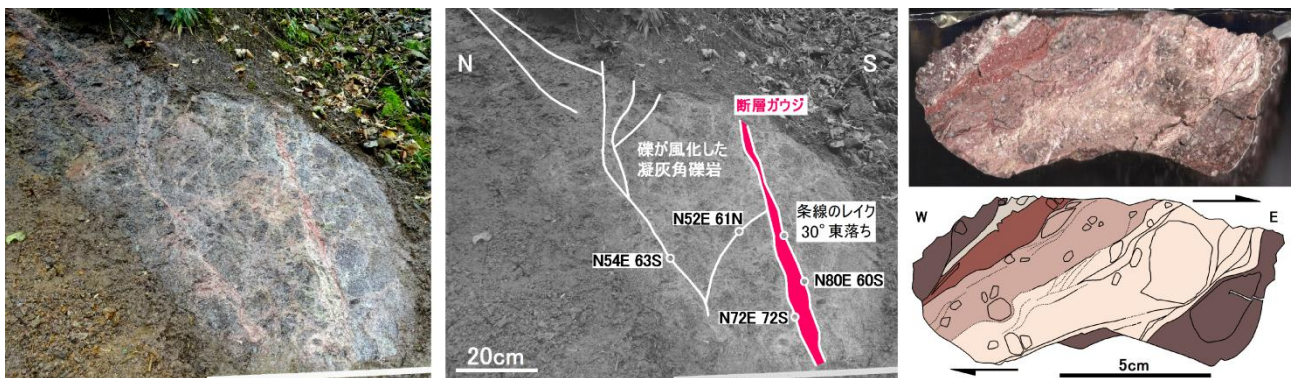 N
S
断層ガウジ
礫が風化した
凝灰角礫岩
N52E 61N
条線のレイク
30°東落ち
N54E 63S
N80E 60S
N72E 72S
20cm
W
E
5cm